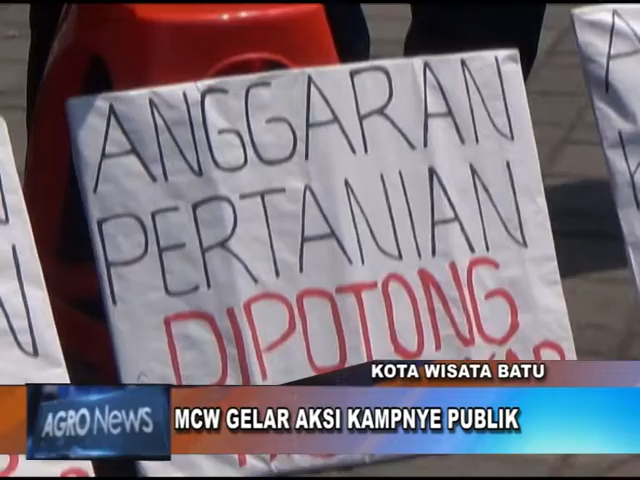 ANGGARAN
PERTANIAN
DIPOTONG
KOTA WISATA BATU
AGRO NEWS
MCW GELAR AKSI KAMPNYE PUBLIK